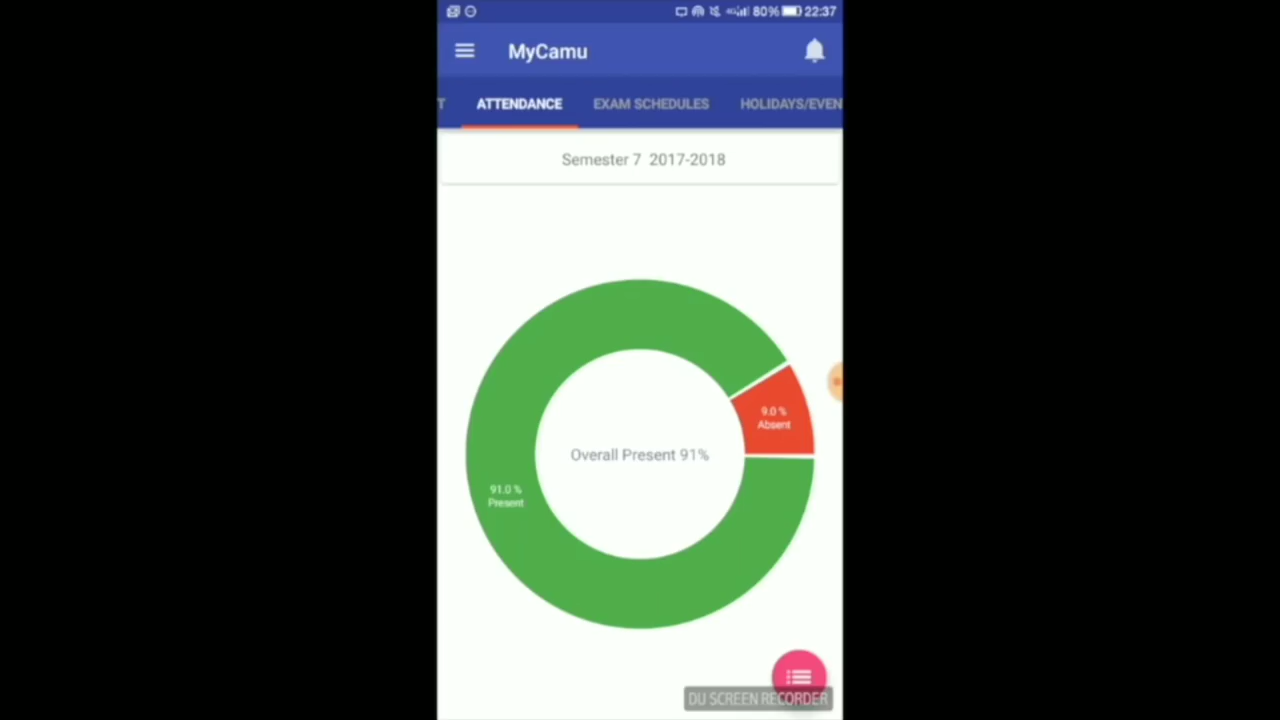 80% 22:37
MyCamu
T ATTENDANCE EXAM SCHEDULES HOLIDAYS/EVEN
Semester 7 2017-2018
9.0 %
Absent
Overall Present 91%
91.0 %
Present
DU SCREEN RECORDER